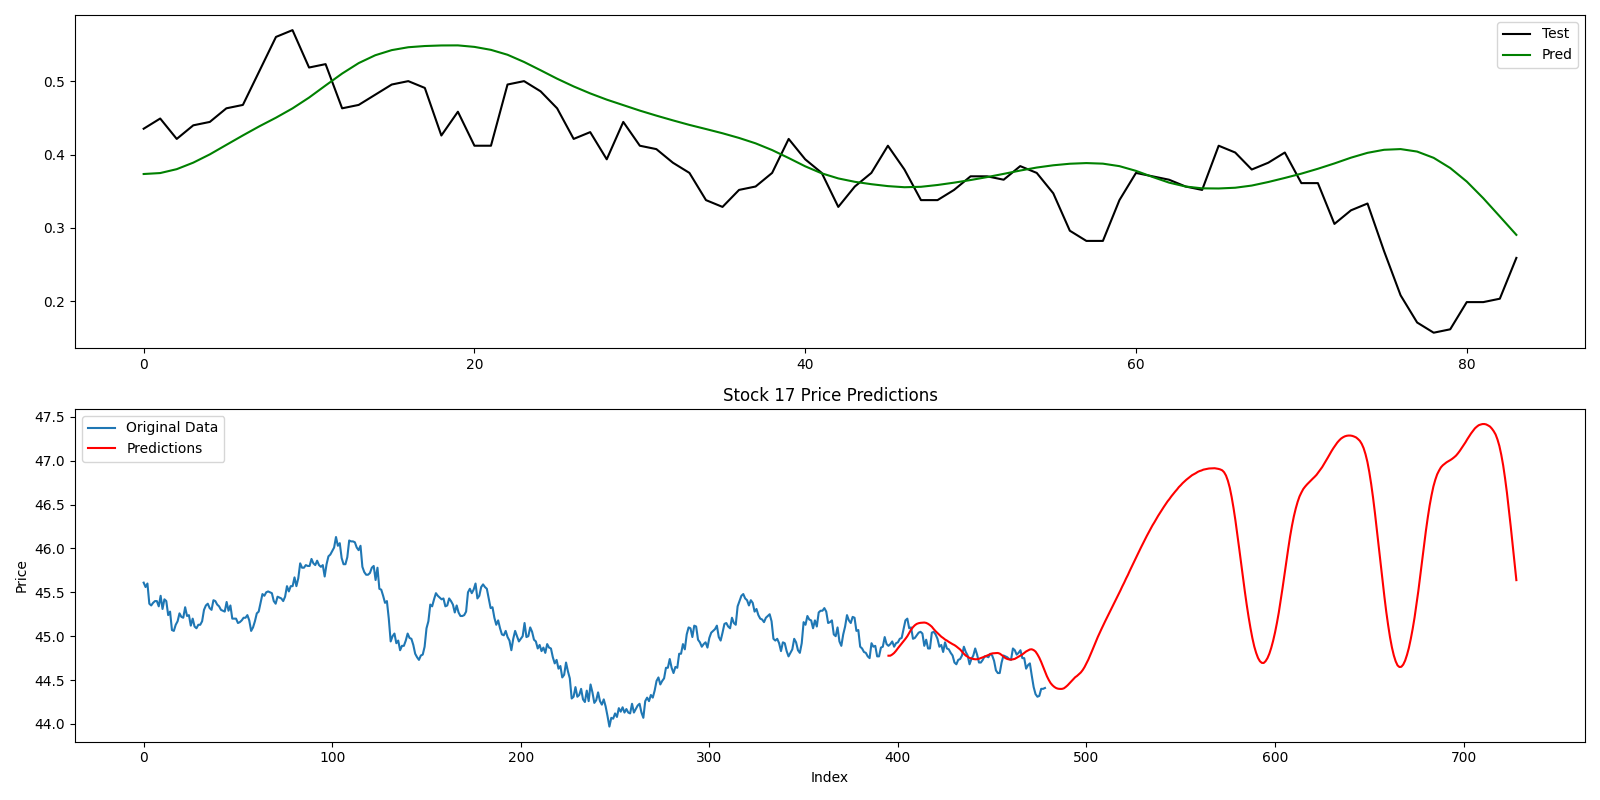 Test
Pred
0.5
0.4
0.3
0.2
0 20 40 60 80
Stock 17 Price Predictions
Original Data
Predictions
Price
47.5
47.0
46.5
46.0
45.5
45.0
44.5
44.0
0 100 200 300 400 500 600 700
Index